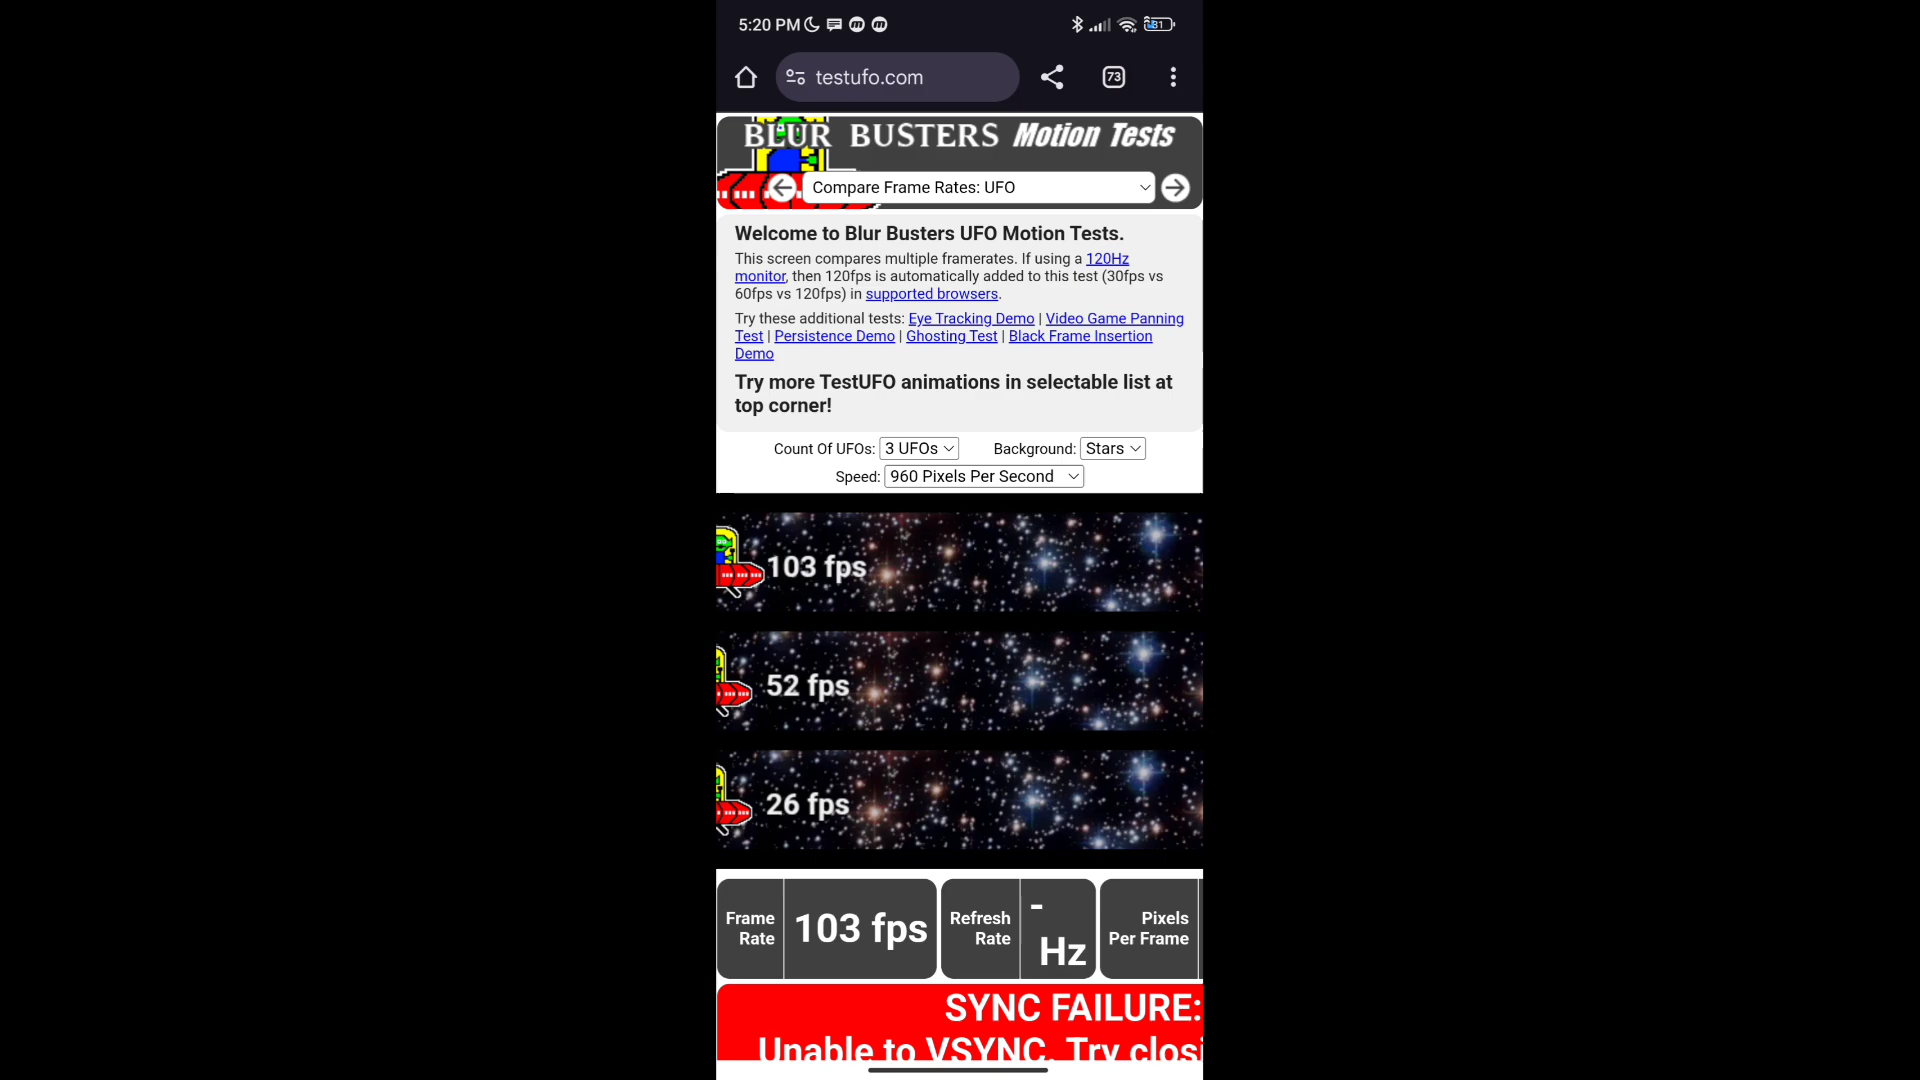 5:20 PM
31
testufo.com
73
BLUR BUSTERS Motion Tests
Compare Frame Rates: UFO
Welcome to Blur Busters UFO Motion Tests.
This screen compares multiple framerates. If using a 120Hz
monitor, then 120fps is automatically added to this test (30fps vs
60fps vs 120fps) in supported browsers.
Try these additional tests: Eye Tracking Demo | Video Game Panning
Test | Persistence Demo | Ghosting Test | Black Frame Insertion
Demo
Try more TestUFO animations in selectable list at
top corner!
Count Of UFOs: 3 UFOs Background: Stars
Speed: 960 Pixels Per Second
103 fps
52 fps
26 fps
Frame
Rate
103 fps
Refresh
Rate
-
Hz
Pixels
Per Frame
SYNC FAILURE:
Unable to VSYNC. Try closi